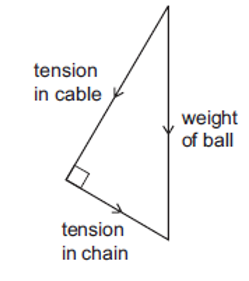 tension
in cable
weight
of ball
tension
in chain